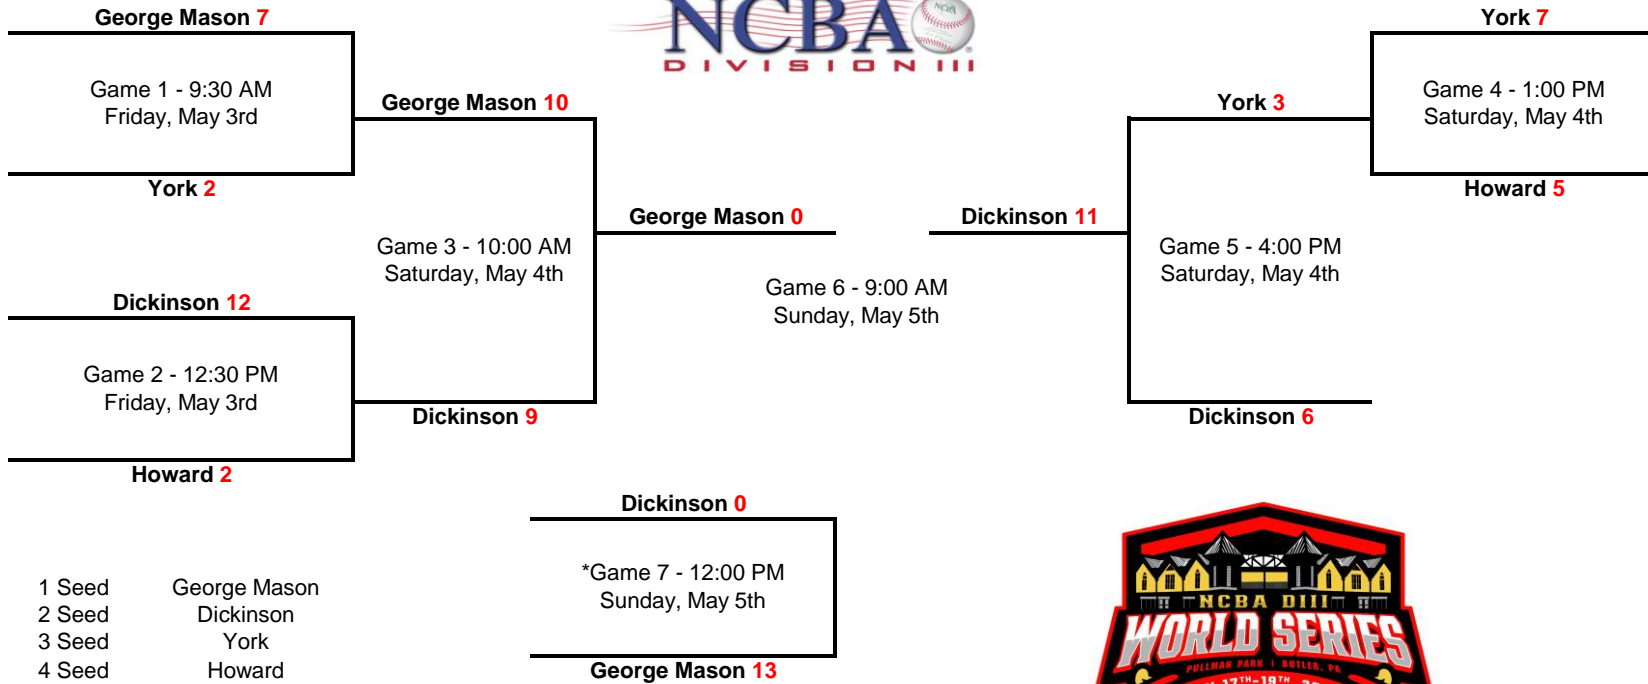 George Mason 7
NCBA
DIVISION III
York 7
Game 1 - 9:30 AM
Friday, May 3rd
George Mason 10
York 3
Game 4 - 1:00 PM
Saturday, May 4th
York 2
Howard 5
George Mason 0
Dickinson 11
Game 3 - 10:00 AM
Saturday, May 4th
Game 5 - 4:00 PM
Saturday, May 4th
Game 6 - 9:00 AM
Sunday, May 5th
Dickinson 12
Game 2 - 12:30 PM
Friday, May 3rd
Dickinson 9
Dickinson 6
Howard 2
Dickinson 0
*Game 7 - 12:00 PM
Sunday, May 5th
George Mason 13
1 Seed George Mason
2 Seed Dickinson
3 Seed York
4 Seed Howard
NCBA DIII
WORLD SERIES
PULLMAN PARK | BUTLER, PA
17TH-18TH